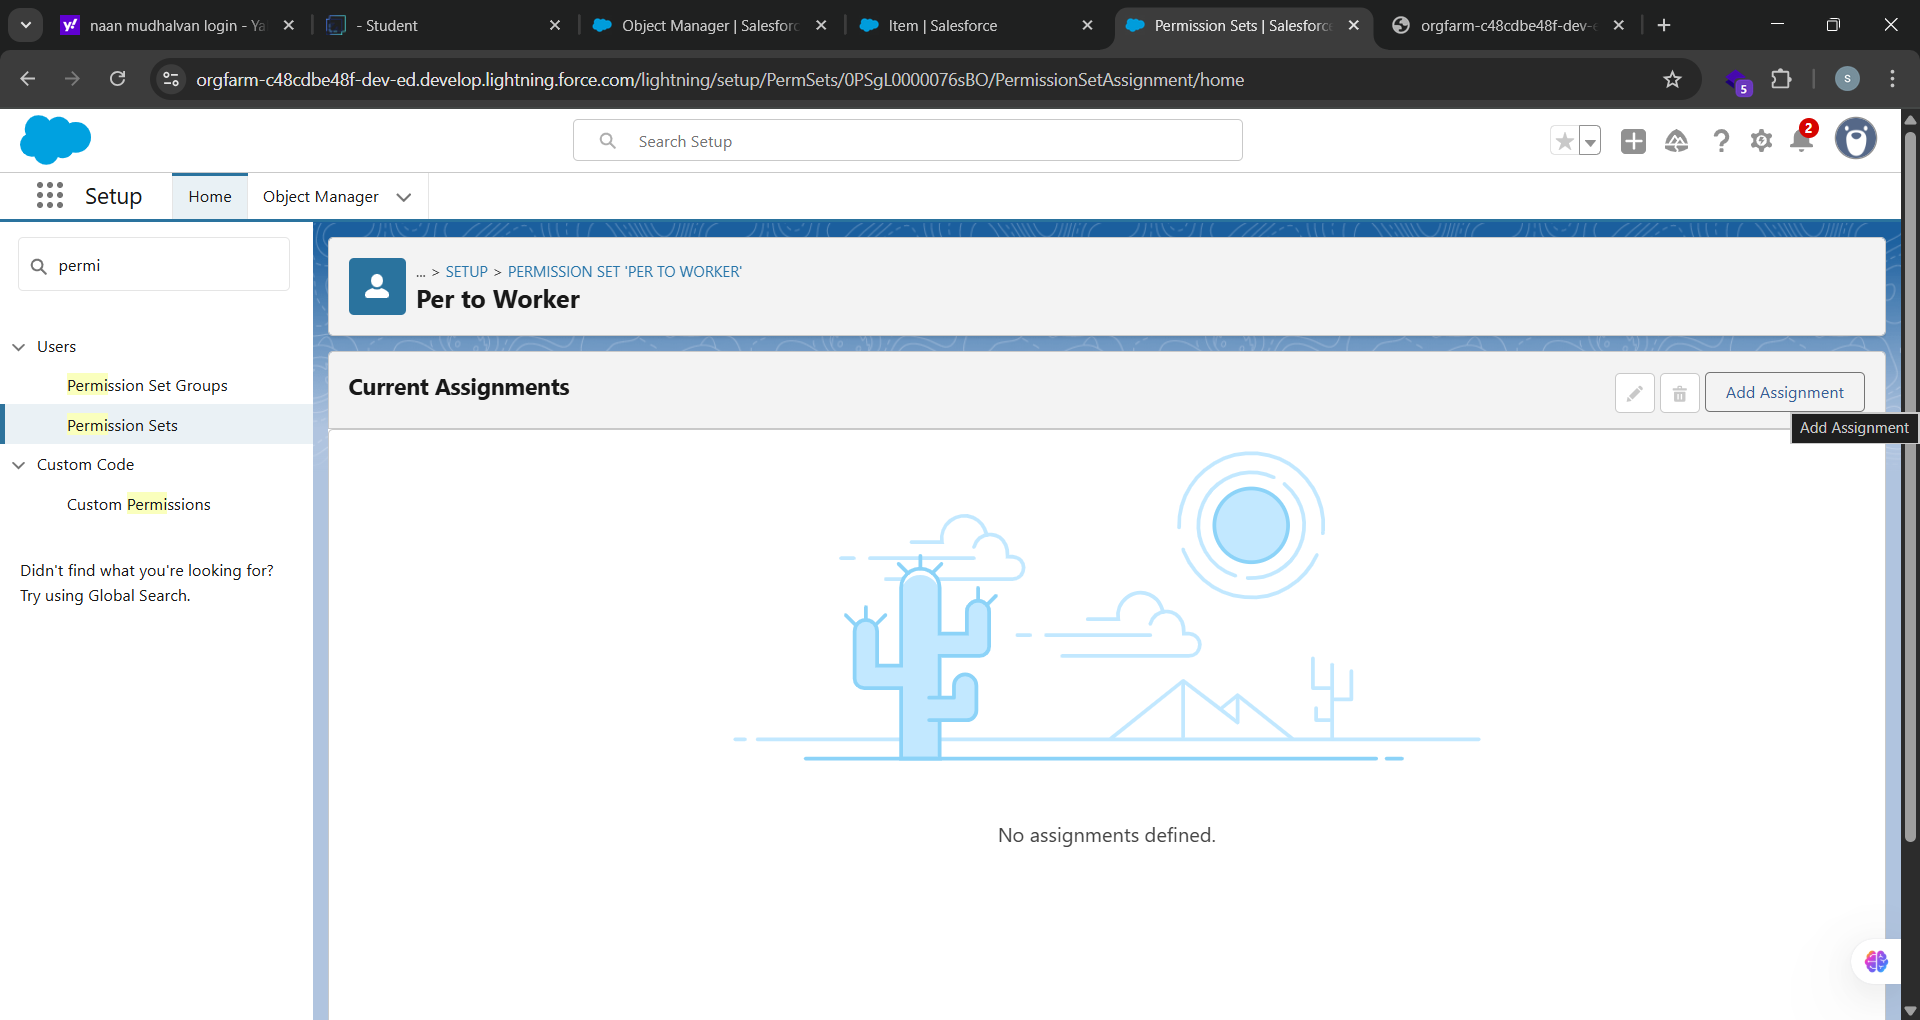 naan mudhalvan login - Ya
- Student
Object Manager | Salesforc
Item | Salesforce
Permission Sets | Salesforce
orgfarm-c48cdbe48f-dev-e
orgfarm-c48cdbe48f-dev-ed.develop.lightning.force.com/lightning/setup/PermSets/0PSgL0000076sBO/PermissionSetAssignment/home
5
S
Search Setup
2
Setup
Home
Object Manager
permi
... > SETUP > PERMISSION SET 'PER TO WORKER'
Per to Worker
Users
Permission Set Groups
Permission Sets
Custom Code
Custom Permissions
Didn't find what you're looking for?
Try using Global Search.
Current Assignments
Add Assignment
Add Assignment
No assignments defined.